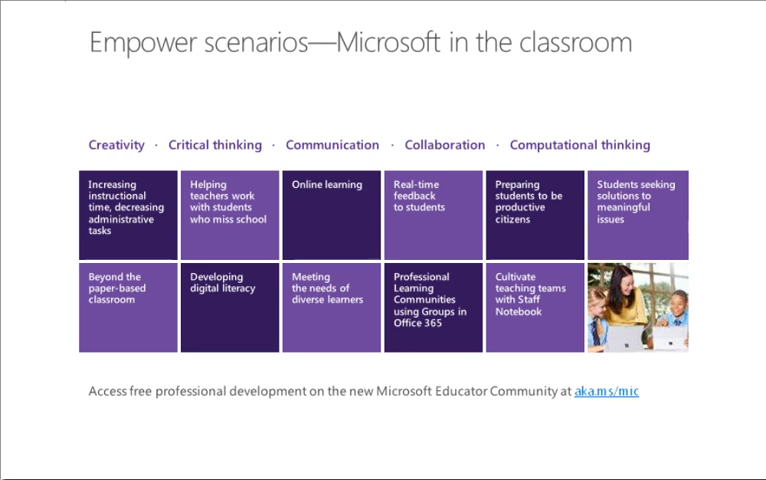 Empower scenarios—Microsoft in the classroom
Creativity · Critical thinking · Communication · Collaboration · Computational thinking
Increasing
instructional
time, decreasing
administrative
tasks
Helping
teachers work
with students
who miss school
Online learning
Real-time
feedback
to students
Preparing
students to be
productive
citizens
Students seeking
solutions to
meaningful
issues
Beyond the
paper-based
classroom
Developing
digital literacy
Meeting
the needs of
diverse learners
Professional
Learning
Communities
using Groups in
Office 365
Cultivate
teaching teams
with Staff
Notebook
Access free professional development on the new Microsoft Educator Community at aka.ms/mic